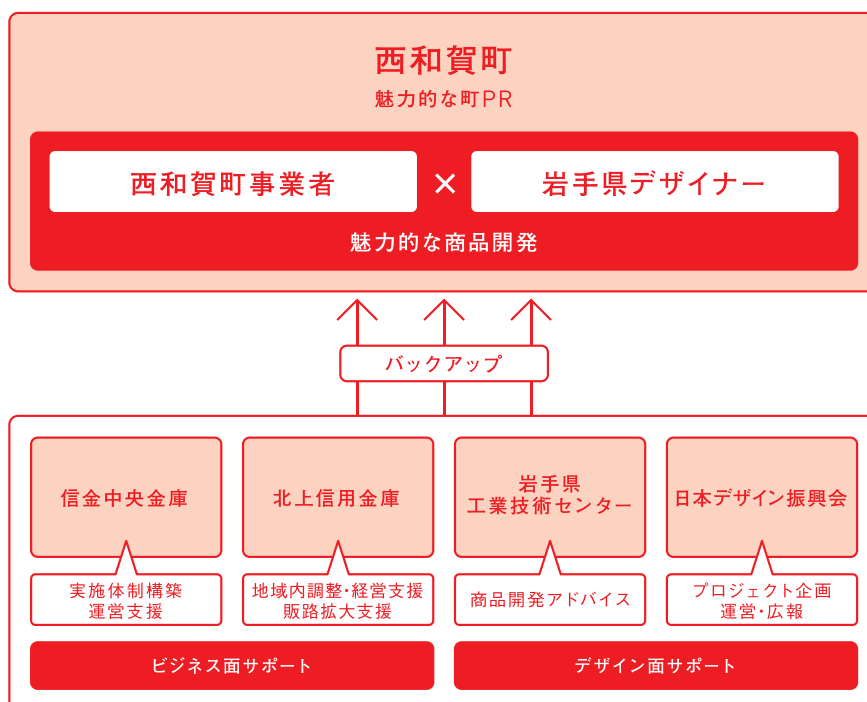 西和賀町
魅力的な町PR
西和賀町事業者 × 岩手県デザイナー
魅力的な商品開発
バックアップ
信金中央金庫
実施体制構築
運営支援
北上信用金庫
地域内調整・経営支援
販路拡大支援
岩手県
工業技術センター
商品開発アドバイス
日本デザイン振興会
プロジェクト企画
運営・広報
ビジネス面サポート
デザイン面サポート